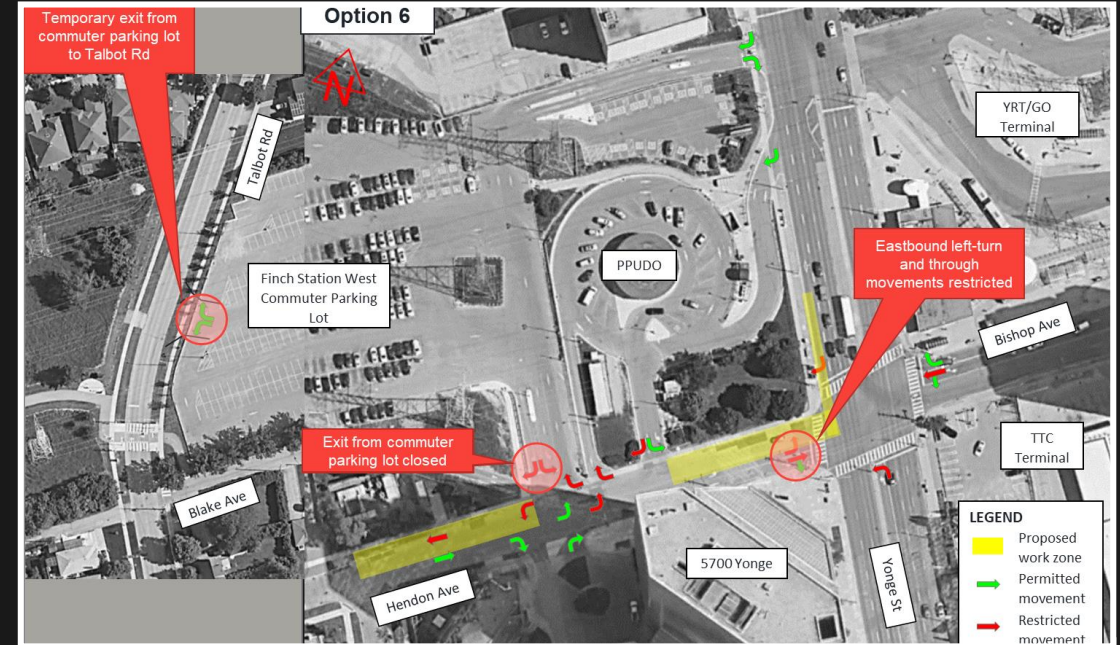 Temporary exit from
commuter parking lot
to Talbot Rd
Option 6
N
Talbot Rd
YRT/GO
Terminal
PPUDO
Finch Station West
Commuter Parking
Lot
Eastbound left-turn
and through
movements restricted
Bishop Ave
Exit from commuter
parking lot closed
TTC
Terminal
Blake Ave
5700 Yonge
Hendon Ave
Yonge St
LEGEND
Proposed
work zone
Permitted
movement
Restricted
movement